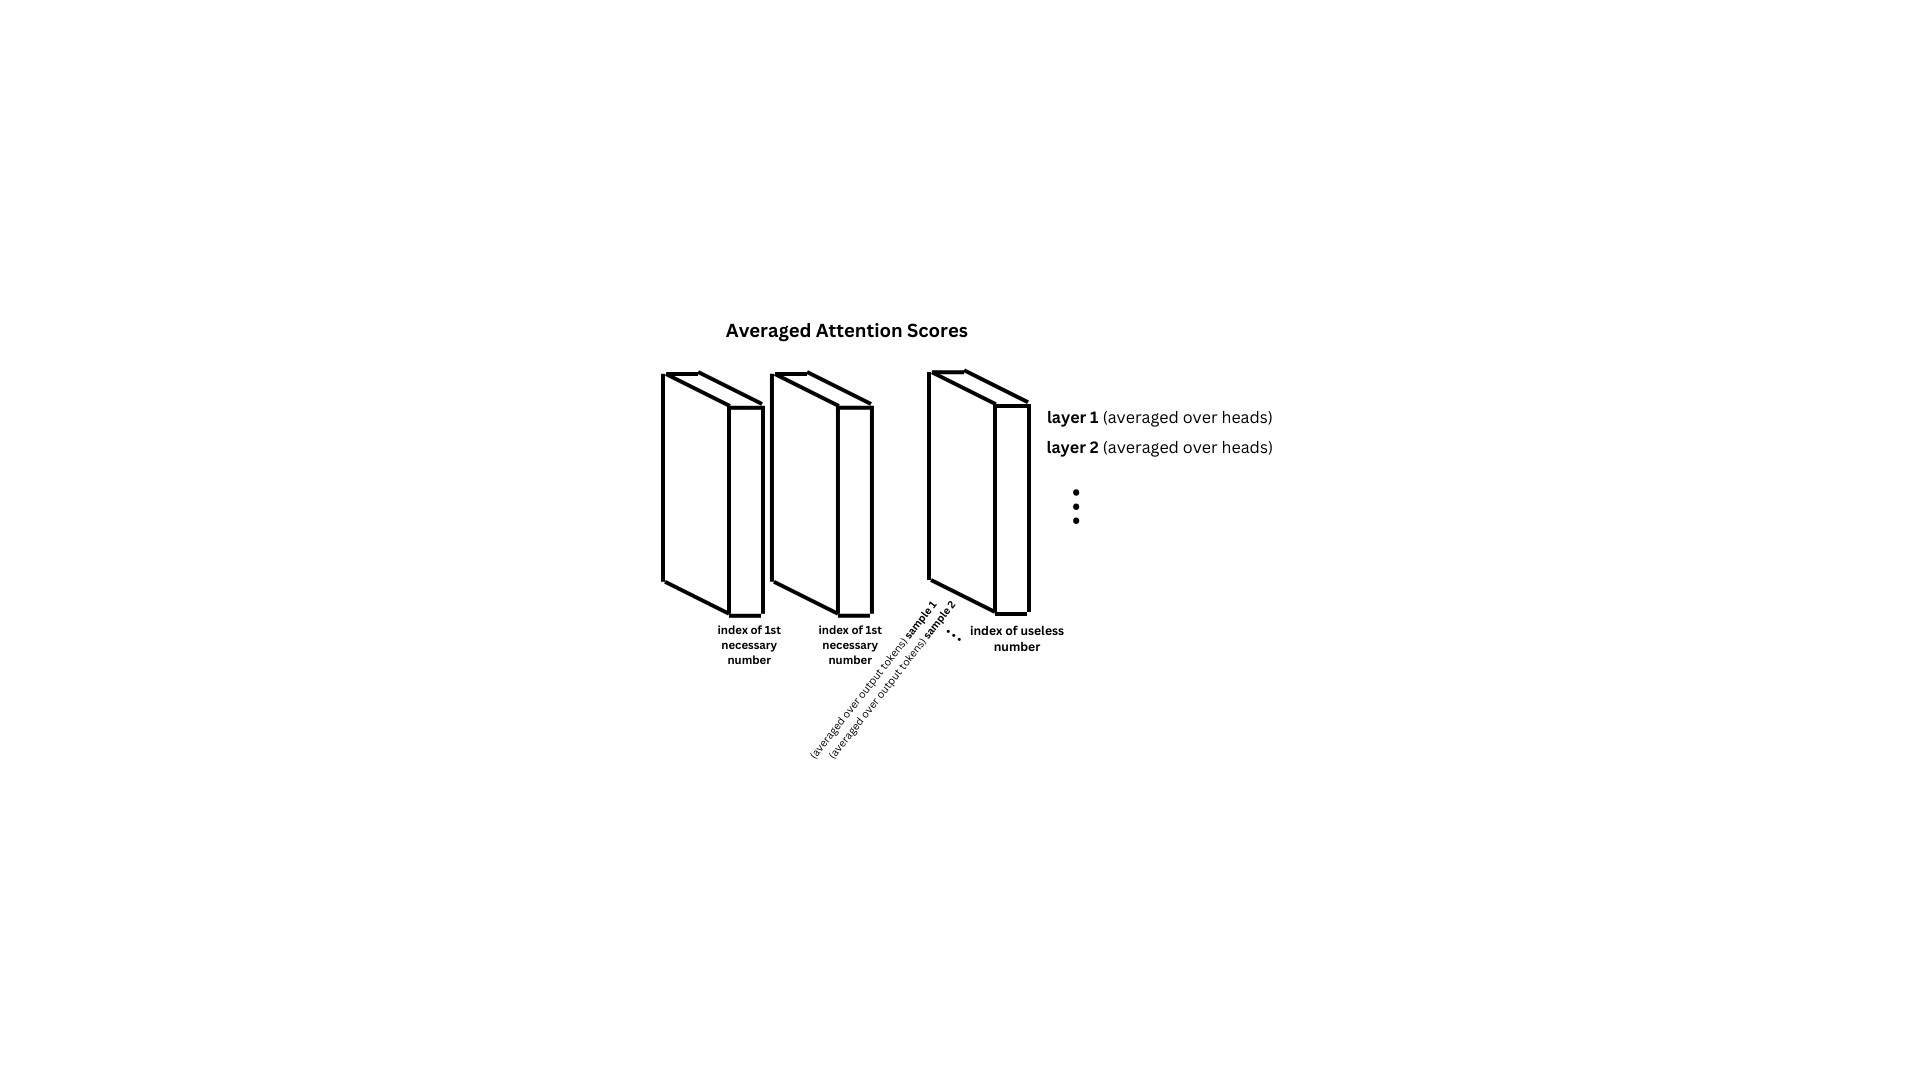 Averaged Attention Scores
layer 1 (averaged over heads)
layer 2 (averaged over heads)
index of 1st
necessary
number
index of 1st
necessary
number
(averaged over output tokens) sample 1
(averaged over output tokens) sample 2
index of useless
number